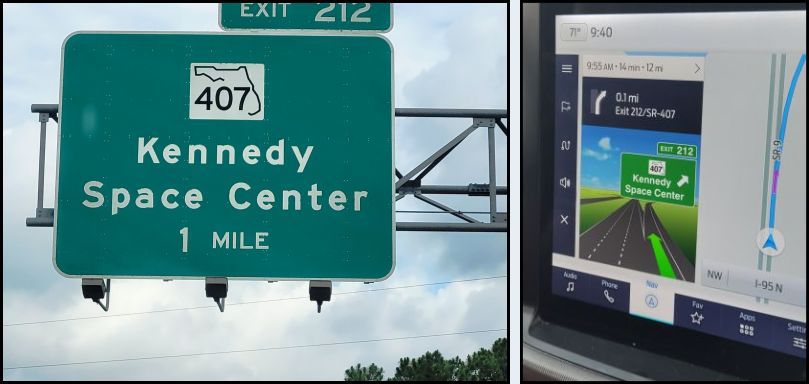 EXIT 212
407
Kennedy
Space Center
1 MILE
71° 9:40
9:55 AM • 14 min • 12 mi
0.1 mi
Exit 212/SR-407
EXIT 212
407
Kennedy
Space Center
SR-9
NW I-95 N
Audio
Phone
Nav
Fav
Apps